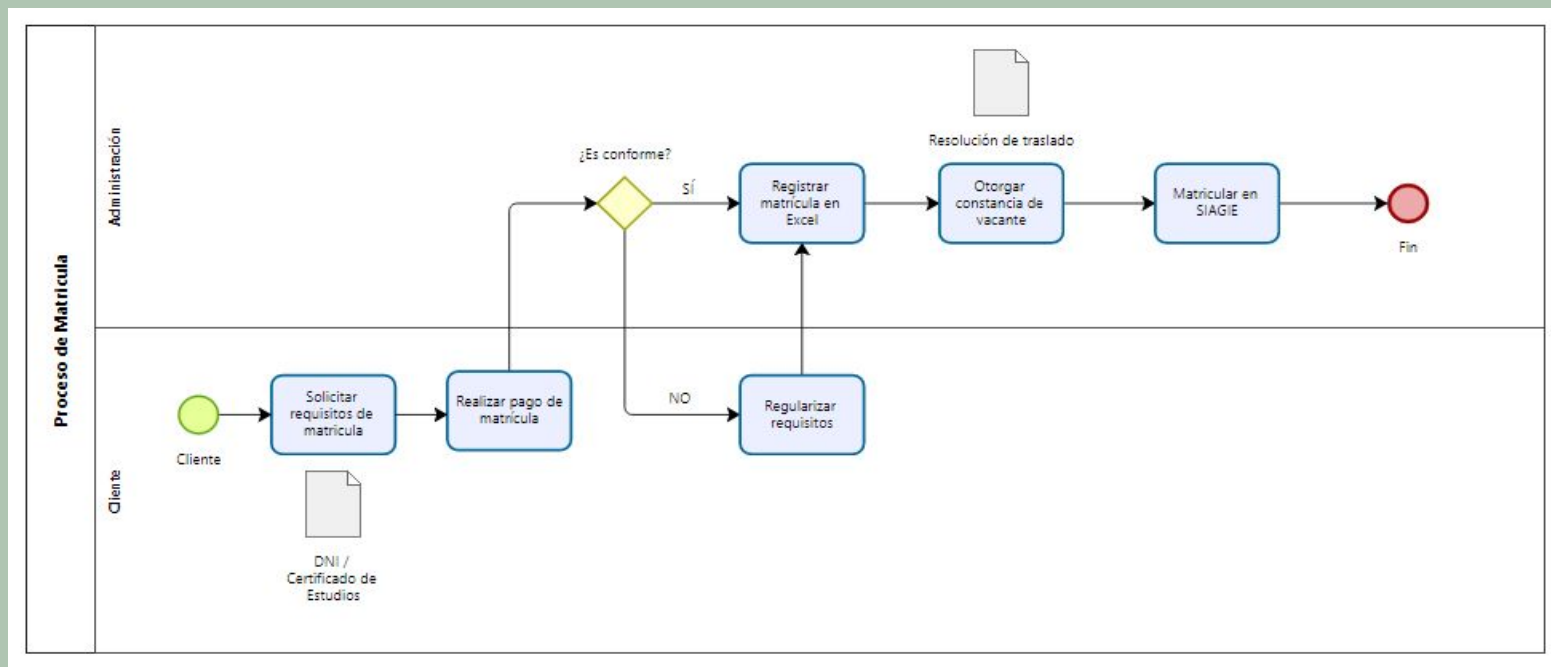 Proceso de Matrícula
Administración
¿Es conforme?
SÍ
Registrar
matrícula en
Excel
Resolución de traslado
Otorgar
constancia de
vacante
Matricular en
SIAGIE
Fin
Cliente
Cliente
Solicitar
requisitos de
matrícula
DNI /
Certificado de
Estudios
Realizar pago de
matrícula
NO
Regularizar
requisitos